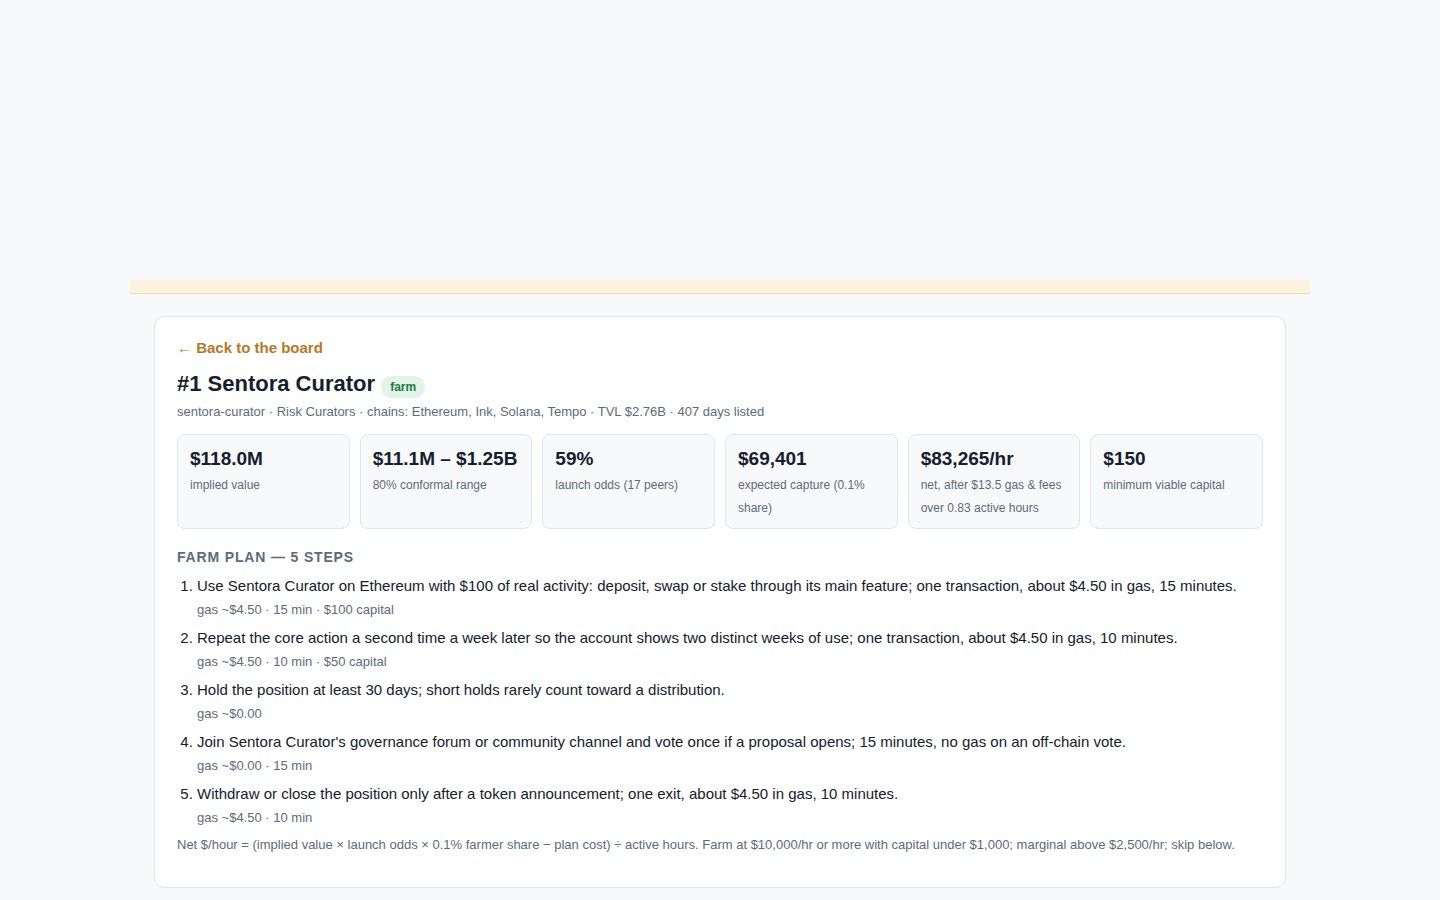 ← Back to the board
#1 Sentora Curator farm
sentora-curator · Risk Curators · chains: Ethereum, Ink, Solana, Tempo · TVL $2.76B · 407 days listed
$118.0M
implied value
$11.1M – $1.25B
80% conformal range
59%
launch odds (17 peers)
$69,401
expected capture (0.1%
share)
$83,265/hr
net, after $13.5 gas & fees
over 0.83 active hours
$150
minimum viable capital
FARM PLAN — 5 STEPS
1. Use Sentora Curator on Ethereum with $100 of real activity: deposit, swap or stake through its main feature; one transaction, about $4.50 in gas, 15 minutes.
gas ~$4.50 · 15 min · $100 capital
2. Repeat the core action a second time a week later so the account shows two distinct weeks of use; one transaction, about $4.50 in gas, 10 minutes.
gas ~$4.50 · 10 min · $50 capital
3. Hold the position at least 30 days; short holds rarely count toward a distribution.
gas ~$0.00
4. Join Sentora Curator's governance forum or community channel and vote once if a proposal opens; 15 minutes, no gas on an off-chain vote.
gas ~$0.00 · 15 min
5. Withdraw or close the position only after a token announcement; one exit, about $4.50 in gas, 10 minutes.
gas ~$4.50 · 10 min
Net $/hour = (implied value × launch odds × 0.1% farmer share − plan cost) ÷ active hours. Farm at $10,000/hr or more with capital under $1,000; marginal above $2,500/hr; skip below.